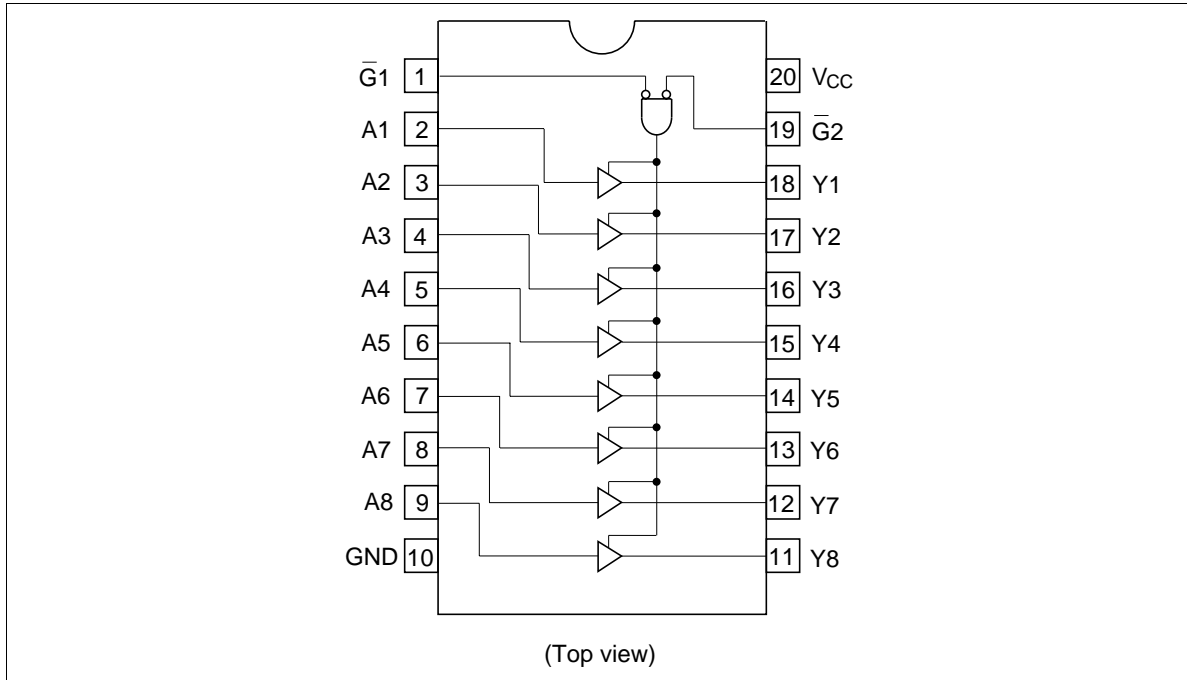 G̅1 1 20 VCC
A1 2 19 G̅2
A2 3 18 Y1
A3 4 17 Y2
A4 5 16 Y3
A5 6 15 Y4
A6 7 14 Y5
A7 8 13 Y6
A8 9 12 Y7
GND 10 11 Y8
(Top view)